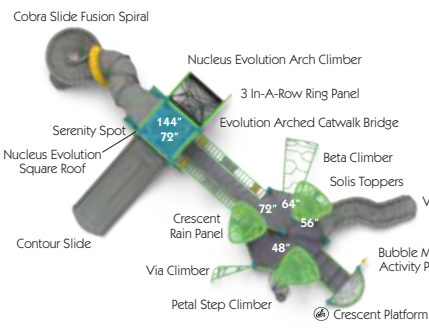 Cobra Slide Fusion Spiral
Nucleus Evolution Arch Climber
3 In-A-Row Ring Panel
Evolution Arched Catwalk Bridge
144"
72"
Serenity Spot
Nucleus Evolution
Square Roof
Beta Climber
Solis Toppers
72"
64"
56"
48"
Crescent
Rain Panel
Contour Slide
Via Climber
Bubble
Activity
Petal Step Climber
Crescent Platform